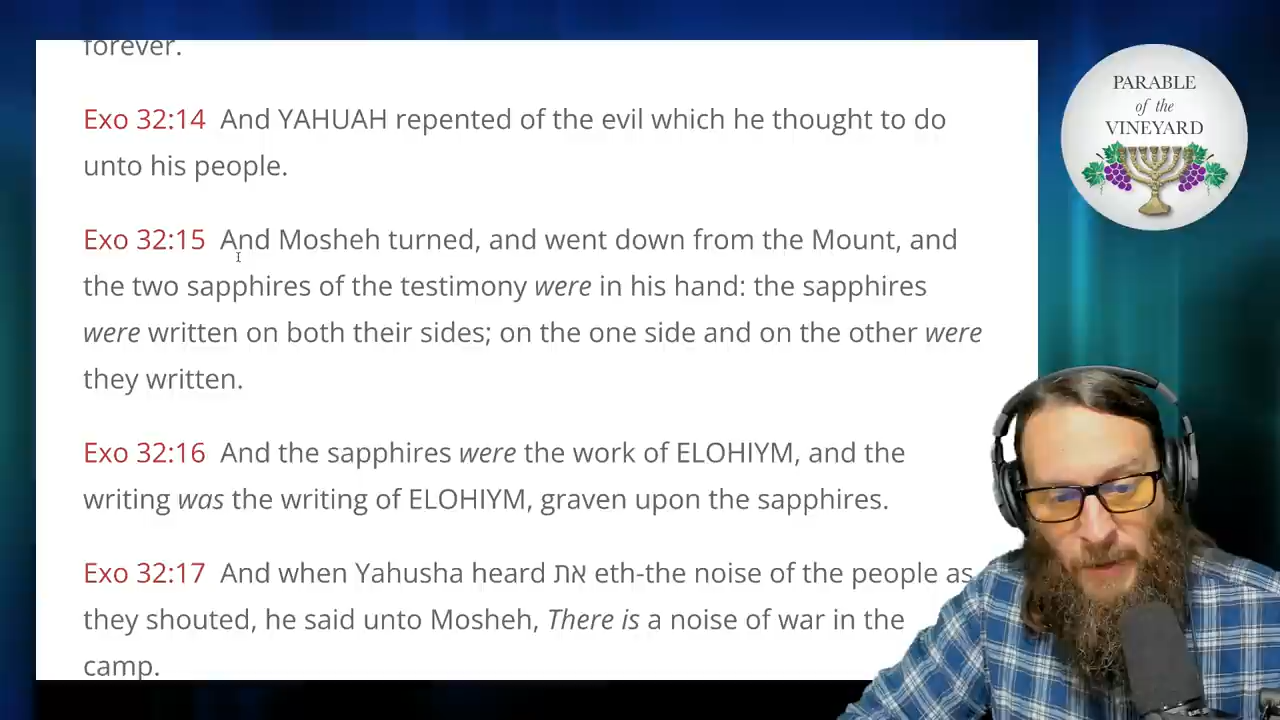 forever.
Exo 32:14 And YAHUAH repented of the evil which he thought to do
unto his people.
Exo 32:15 And Mosheh turned, and went down from the Mount, and
the two sapphires of the testimony were in his hand: the sapphires
were written on both their sides; on the one side and on the other were
they written.
Exo 32:16 And the sapphires were the work of ELOHIYM, and the
writing was the writing of ELOHIYM, graven upon the sapphires.
Exo 32:17 And when Yahusha heard את eth-the noise of the people as
they shouted, he said unto Mosheh, There is a noise of war in the
camp.
PARABLE
of the
VINEYARD